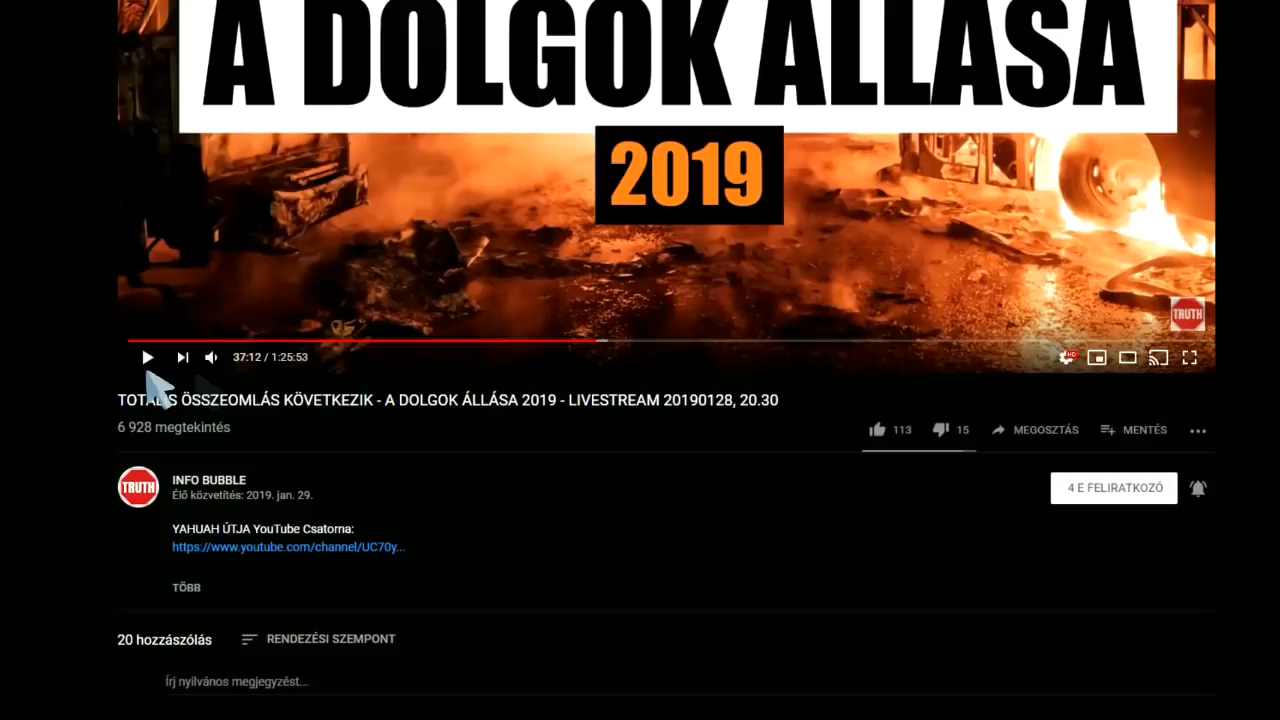 A DOLGOK ÁLLÁSA
2019
TRUTH
37:12 / 1:25:53
HD
TOTÁLIS ÖSSZEOMLÁS KÖVETKEZIK - A DOLGOK ÁLLÁSA 2019 - LIVESTREAM 20190128, 20.30
6 928 megtekintés
113
15
MEGOSZTÁS
MENTÉS
TRUTH
INFO BUBBLE
Élő közvetítés: 2019. jan. 29.
4 E FELIRATKOZÓ
YAHUAH ÚTJA YouTube Csatorna:
https://www.youtube.com/channel/UC70y...
TÖBB
20 hozzászólás
RENDEZÉSI SZEMPONT
Írj nyilvános megjegyzést...